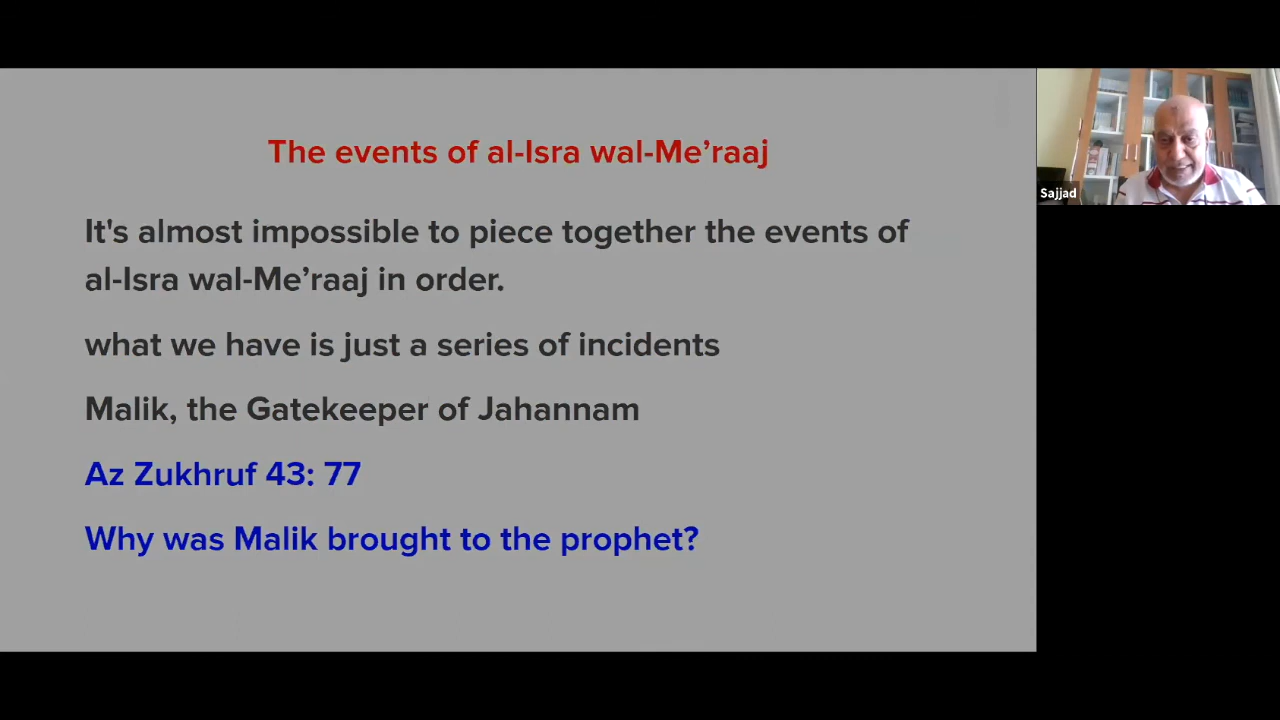 The events of al-Isra wal-Me’raaj
It's almost impossible to piece together the events of
al-Isra wal-Me’raaj in order.
what we have is just a series of incidents
Malik, the Gatekeeper of Jahannam
Az Zukhruf 43: 77
Why was Malik brought to the prophet?
Sajjad